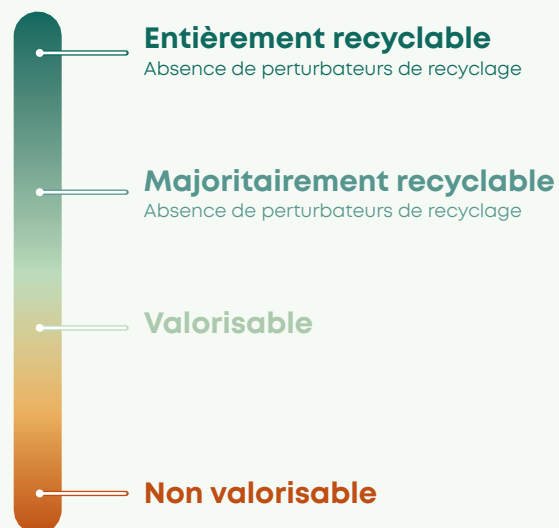 Entièrement recyclable
Absence de perturbateurs de recyclage
Majoritairement recyclable
Absence de perturbateurs de recyclage
Valorisable
Non valorisable